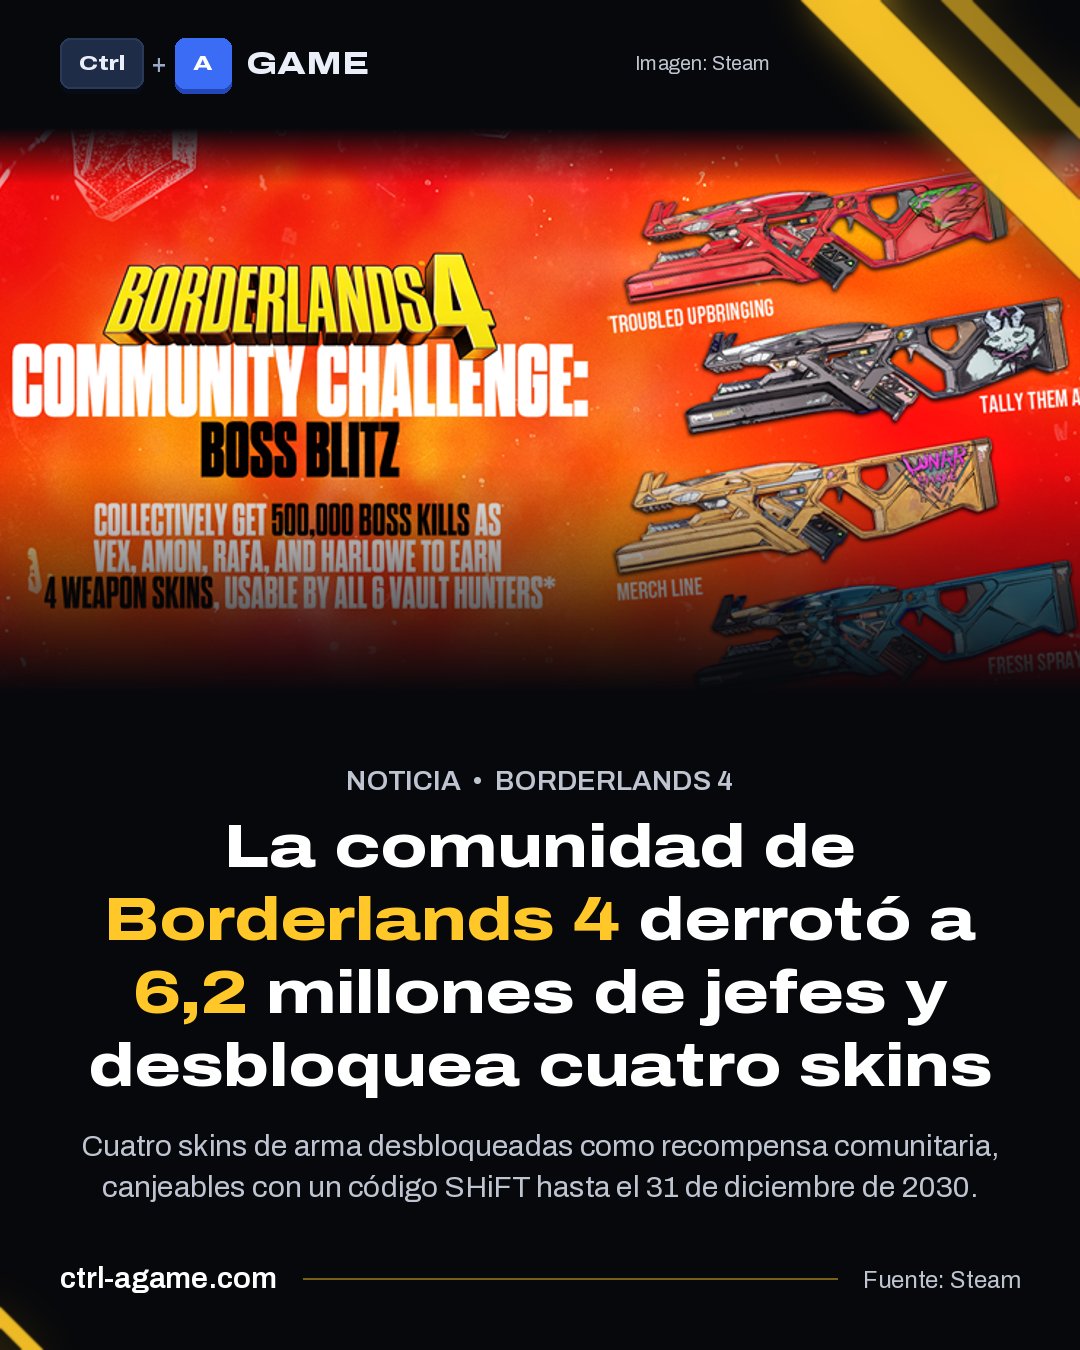 Ctrl + A GAME
Imagen: Steam
BORDERLANDS 4
COMMUNITY CHALLENGE:
BOSS BLITZ
COLLECTIVELY GET 500,000 BOSS KILLS AS
VEX, AMON, RAFA, AND HARLOWE TO EARN
4 WEAPON SKINS, USABLE BY ALL 6 VAULT HUNTERS*
TROUBLED UPBRINGING
TALLY THEM A
MERCH LINE
FRESH SPRAY
NOTICIA • BORDERLANDS 4
La comunidad de
Borderlands 4 derrotó a
6,2 millones de jefes y
desbloquea cuatro skins
Cuatro skins de arma desbloqueadas como recompensa comunitaria,
canjeables con un código SHiFT hasta el 31 de diciembre de 2030.
ctrl-agame.com
Fuente: Steam